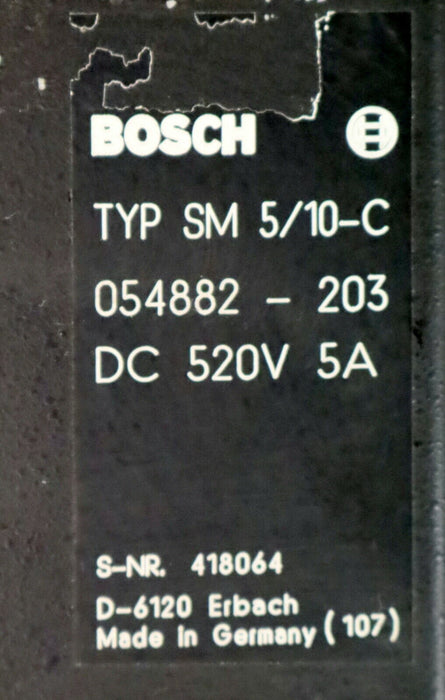 BOSCH
TYP SM 5/10-C
054882 - 203
DC 520V 5A
S-NR. 418064
D-6120 Erbach
Made in Germany (107)